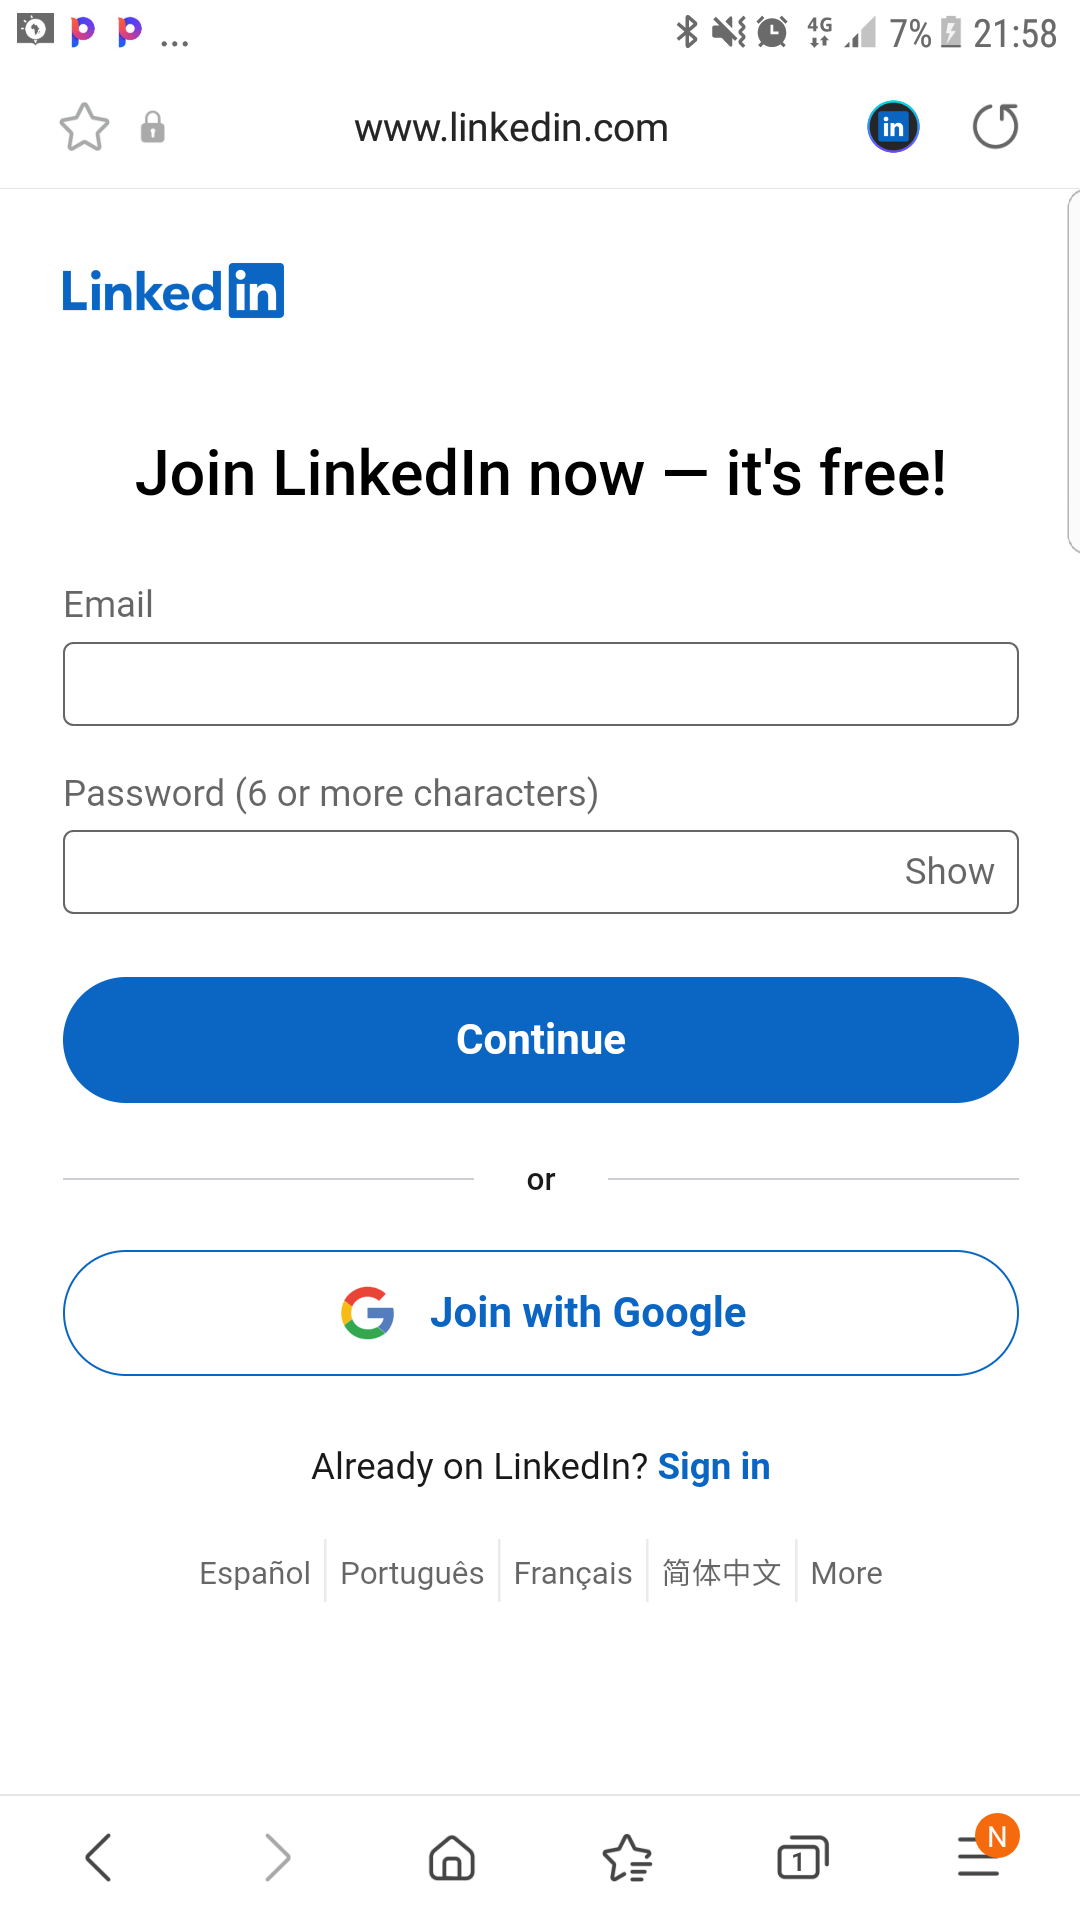 ... 4G 7% 21:58
www.linkedin.com in
Linkedin
Join LinkedIn now — it's free!
Email
Password (6 or more characters)
Show
Continue
or
G Join with Google
Already on LinkedIn? Sign in
Español Português Français 简体中文 More
1 N